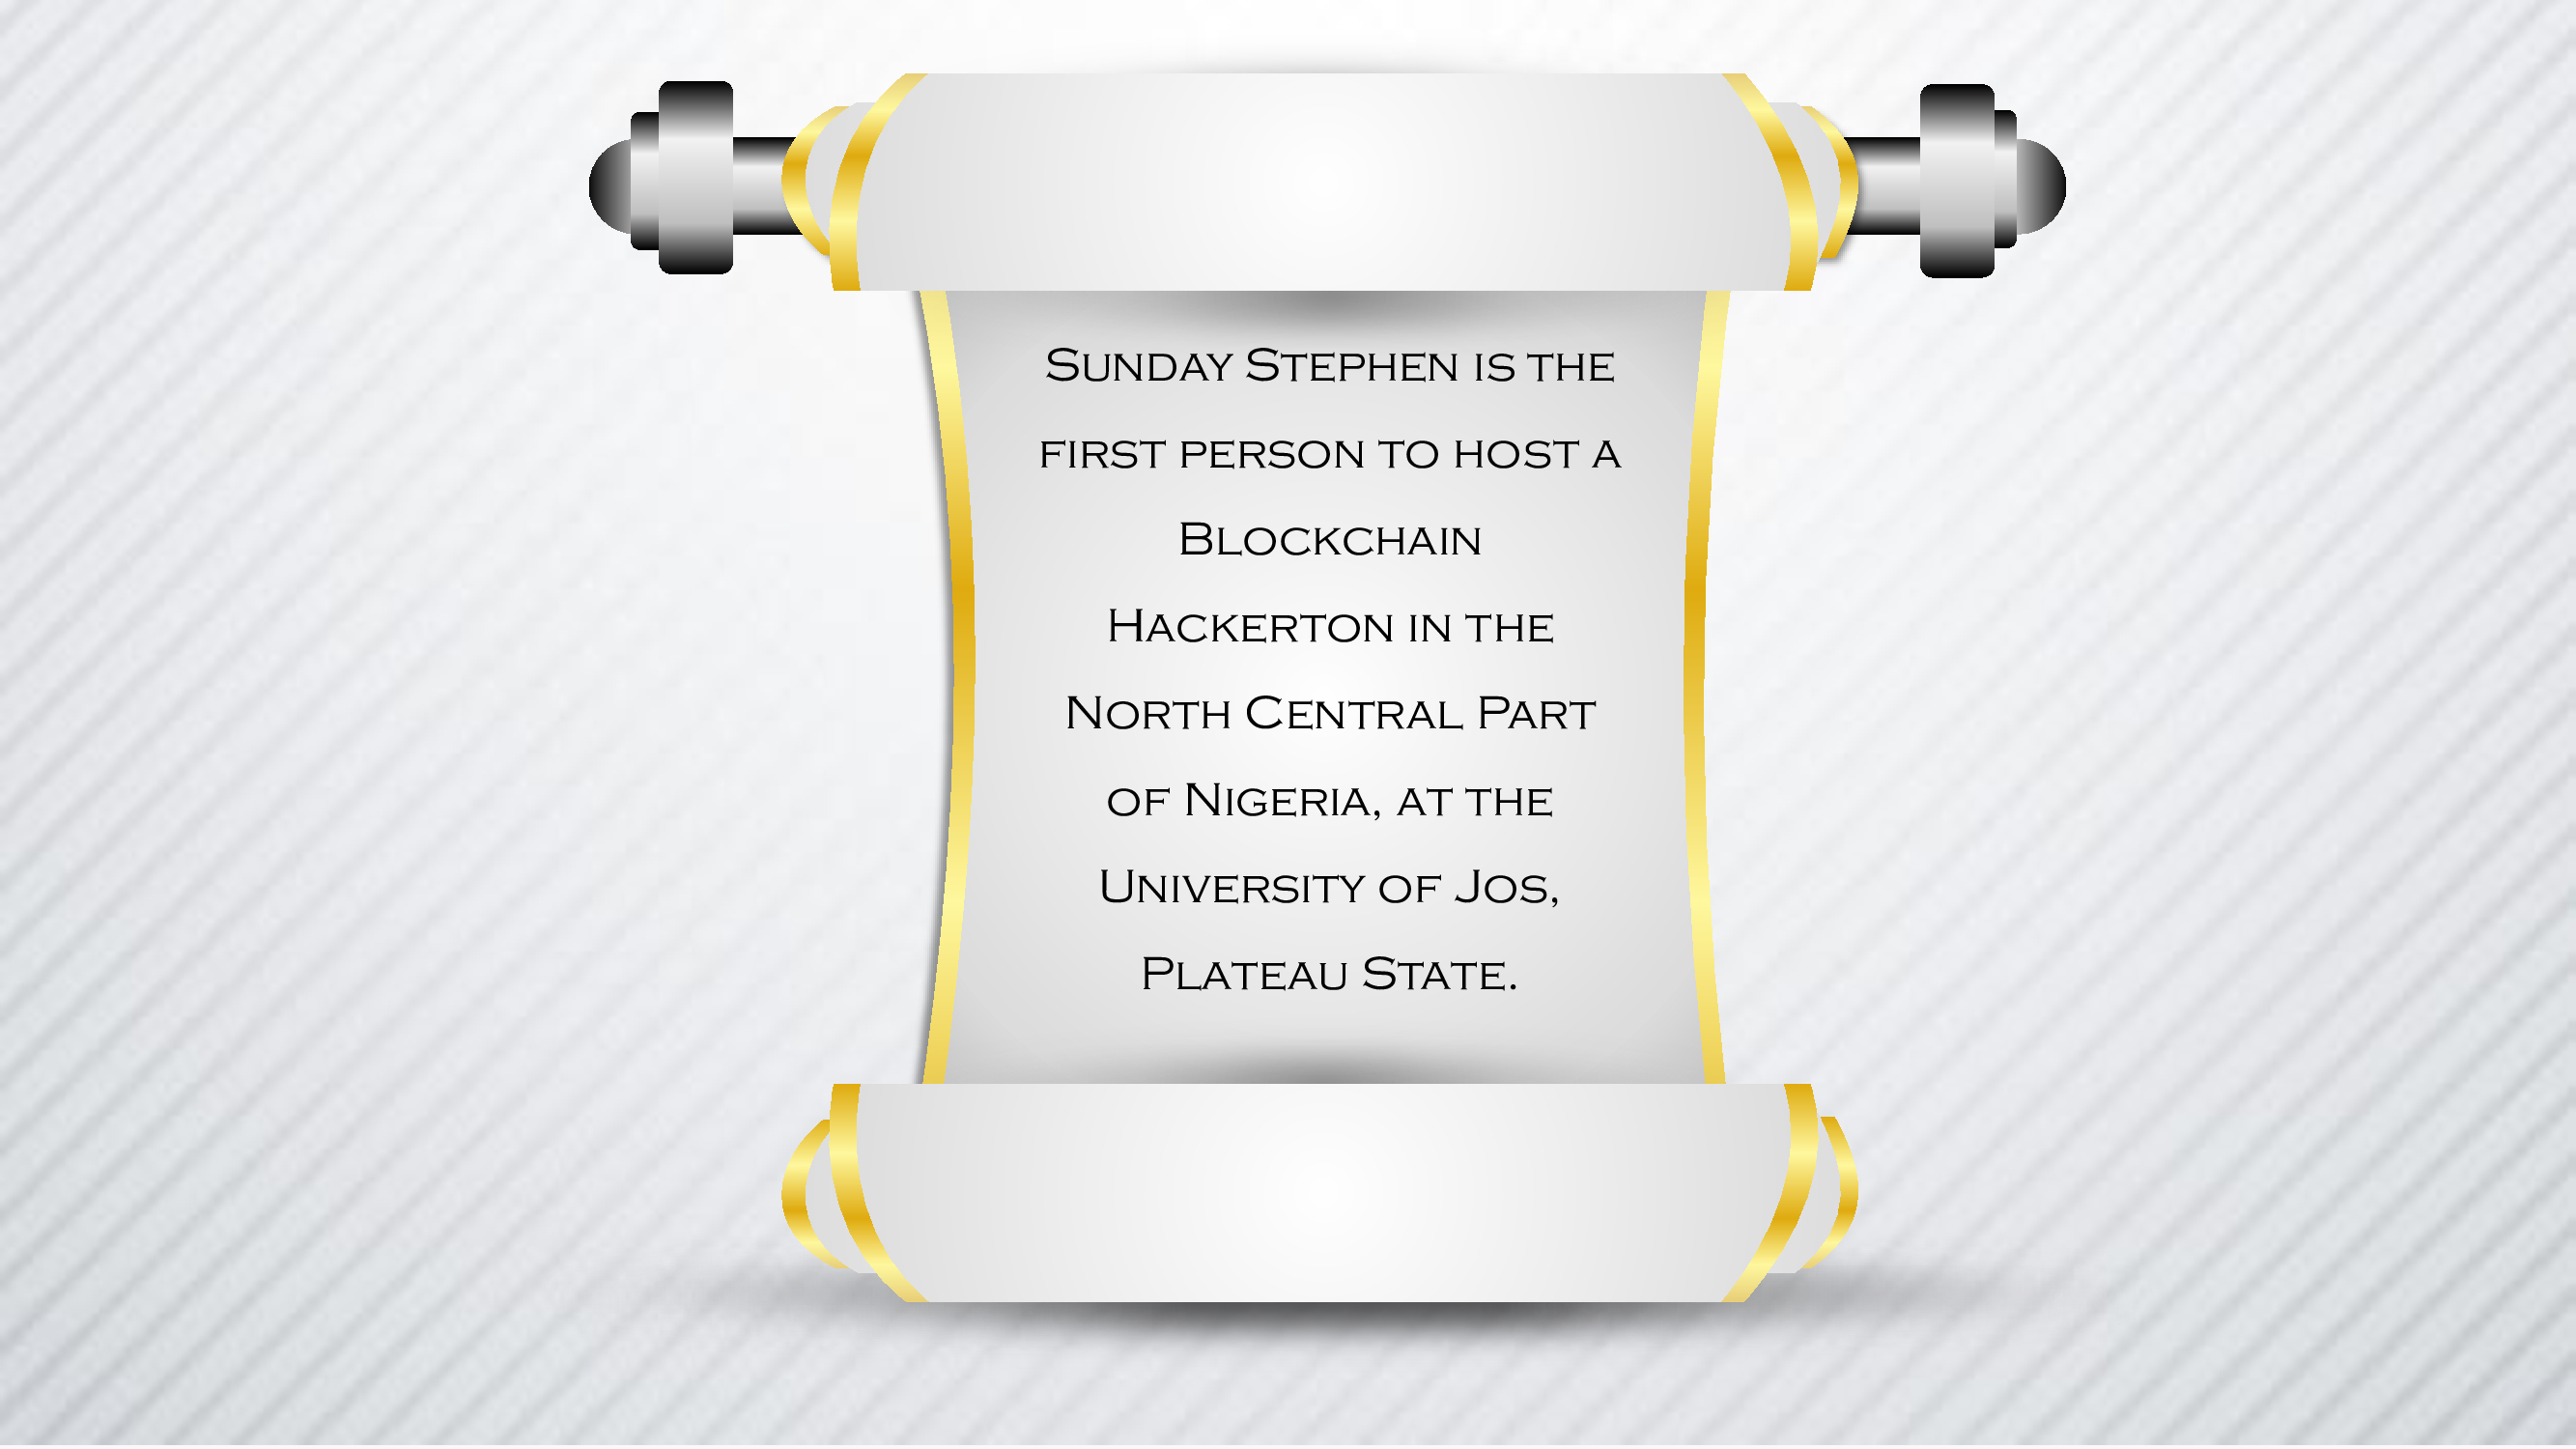 Sunday Stephen is the
first person to host a
Blockchain
Hackerton in the
North Central Part
of Nigeria, at the
University of Jos,
Plateau State.